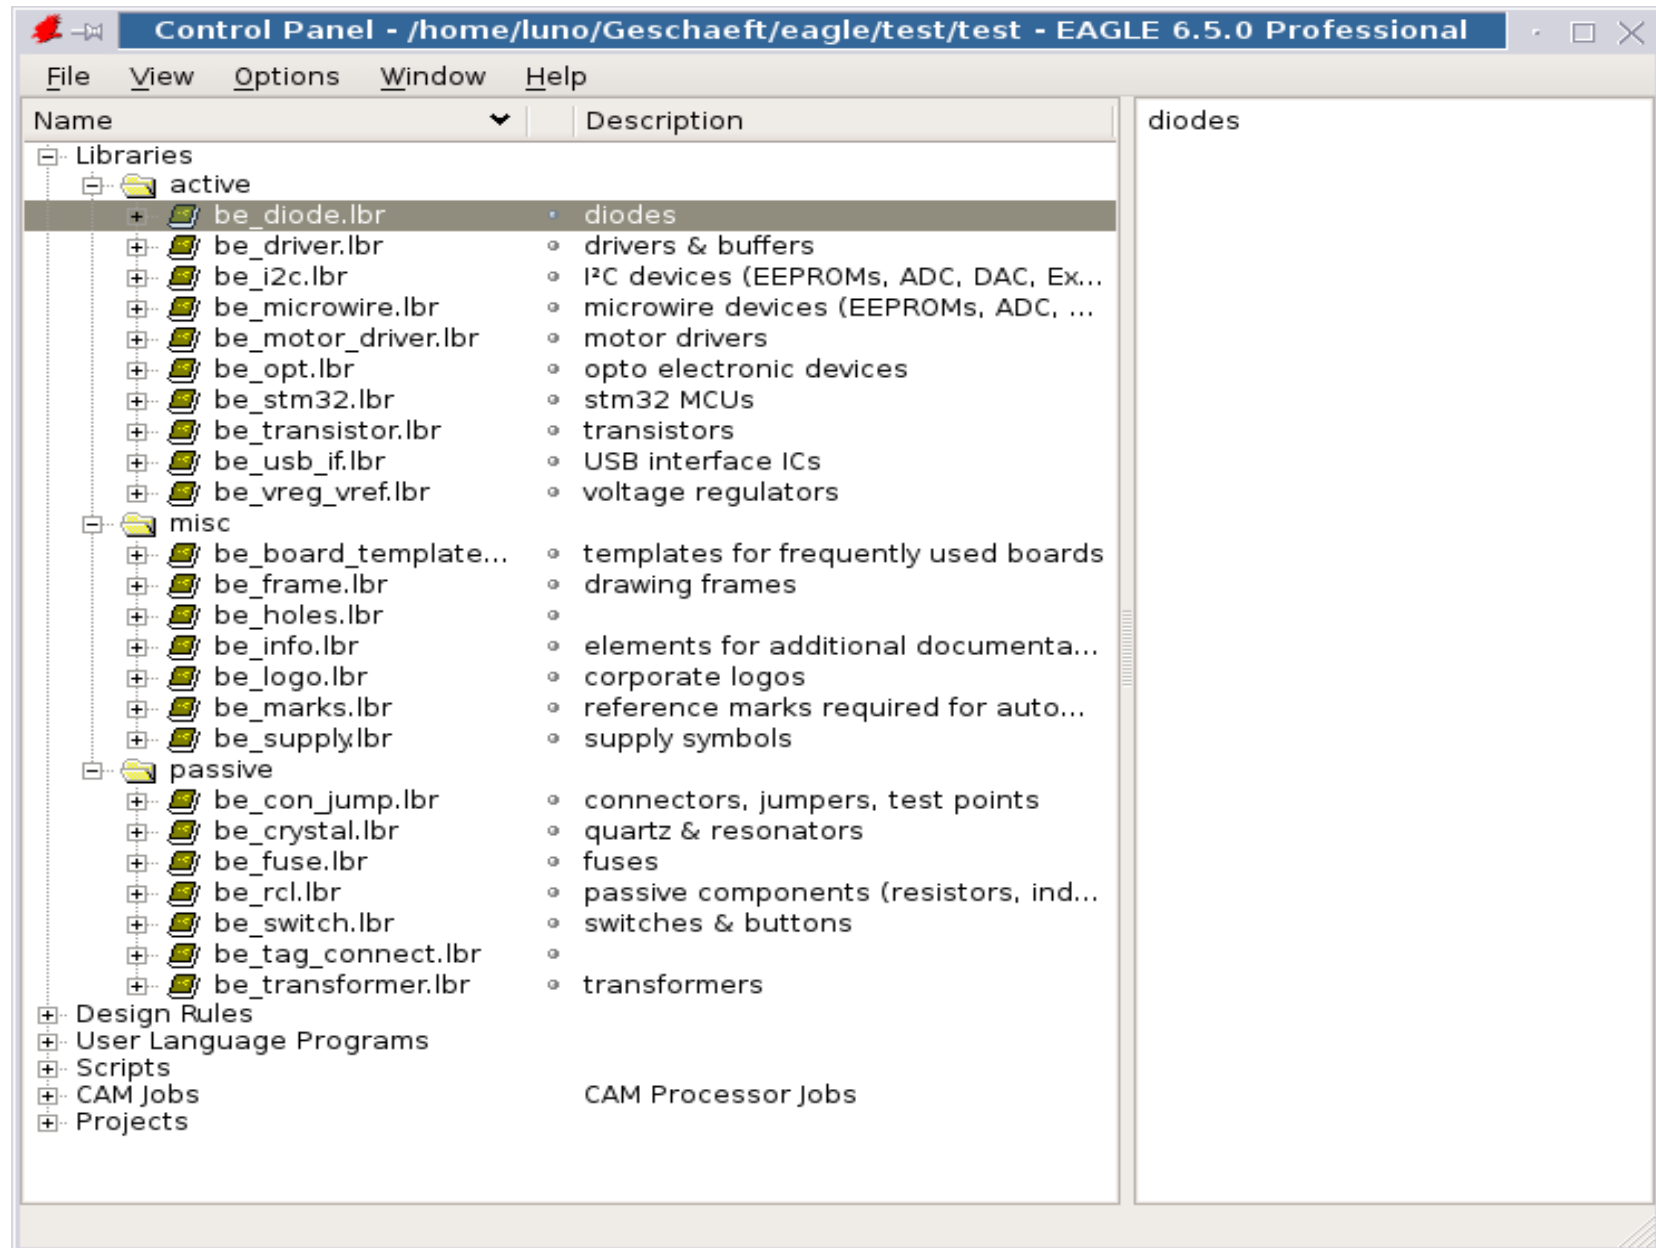 Control Panel - /home/luno/Geschaeft/eagle/test/test - EAGLE 6.5.0 Professional
File View Options Window Help
Name Description diodes
Libraries
active
be_diode.lbr diodes
be_driver.lbr drivers & buffers
be_i2c.lbr I²C devices (EEPROMs, ADC, DAC, Ex...
be_microwire.lbr microwire devices (EEPROMs, ADC, ...
be_motor_driver.lbr motor drivers
be_opt.lbr opto electronic devices
be_stm32.lbr stm32 MCUs
be_transistor.lbr transistors
be_usb_if.lbr USB interface ICs
be_vreg_vref.lbr voltage regulators
misc
be_board_template... templates for frequently used boards
be_frame.lbr drawing frames
be_holes.lbr
be_info.lbr elements for additional documenta...
be_logo.lbr corporate logos
be_marks.lbr reference marks required for auto...
be_supply.lbr supply symbols
passive
be_con_jump.lbr connectors, jumpers, test points
be_crystal.lbr quartz & resonators
be_fuse.lbr fuses
be_rcl.lbr passive components (resistors, ind...
be_switch.lbr switches & buttons
be_tag_connect.lbr
be_transformer.lbr transformers
Design Rules
User Language Programs
Scripts
CAM Jobs CAM Processor Jobs
Projects